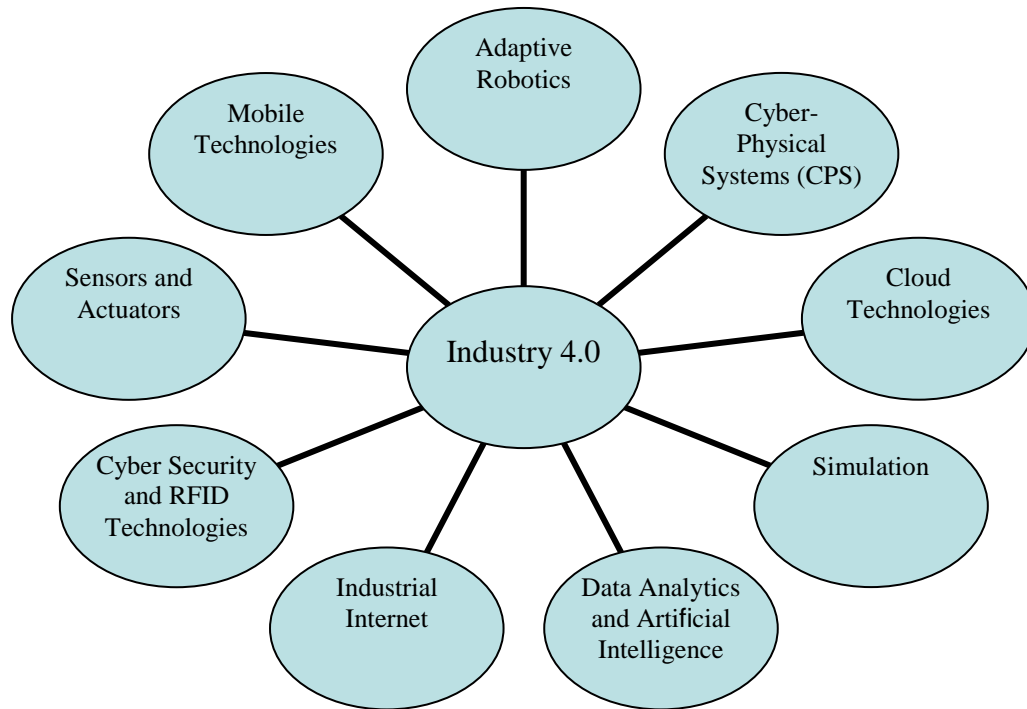 Adaptive
Robotics
Mobile
Technologies
Cyber-
Physical
Systems (CPS)
Sensors and
Actuators
Cloud
Technologies
Industry 4.0
Cyber Security
and RFID
Technologies
Simulation
Industrial
Internet
Data Analytics
and Artificial
Intelligence